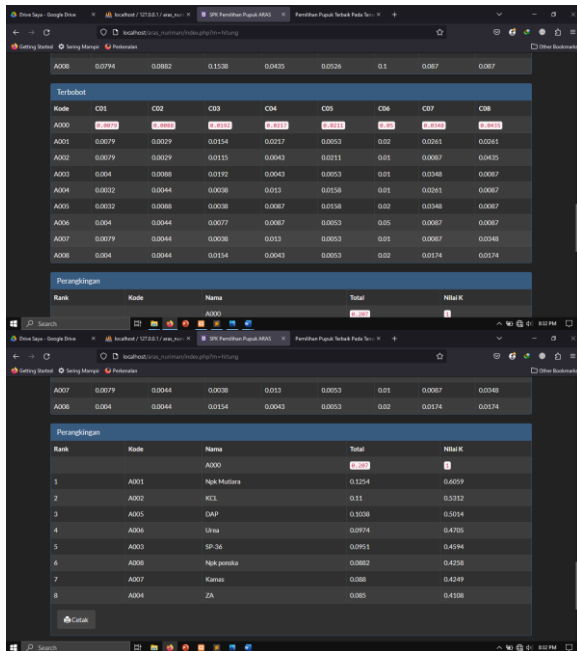 Drive Saya - Google Drive localhost / 127.0.0.1 / aras_num SPK Pemilihan Pupuk ARAS Pemilihan Pupuk Terbaik Pada Tana
localhost/aras_numman/index.php?m=hitung
Getting Started Sering Mampir Perkenalan Other Bookmarks
A008 0.0794 0.0882 0.1538 0.0435 0.0526 0.1 0.087 0.087
Terbobot
Kode C01 C02 C03 C04 C05 C06 C07 C08
A000 0.0079 0.0088 0.0192 0.0217 0.0211 0.05 0.0348
A001 0.0079 0.0029 0.0154 0.0217 0.0053 0.02 0.0261 0.0261
A002 0.0079 0.0029 0.0115 0.0043 0.0211 0.01 0.0087 0.0435
A003 0.004 0.0088 0.0192 0.0043 0.0053 0.01 0.0348 0.0087
A004 0.0032 0.0044 0.0038 0.013 0.0158 0.01 0.0261 0.0087
A005 0.0032 0.0088 0.0038 0.0087 0.0158 0.02 0.0348 0.0087
A006 0.004 0.0044 0.0077 0.0087 0.0053 0.05 0.0087 0.0087
A007 0.0079 0.0044 0.0038 0.013 0.0053 0.01 0.0087 0.0348
A008 0.004 0.0044 0.0154 0.0043 0.0053 0.02 0.0174 0.0174
Perangkingan
Rank Kode Nama Total Nilai K
A000 0.207 1
Search 8:02 PM
Drive Saya - Google Drive localhost / 127.0.0.1 / aras_num SPK Pemilihan Pupuk ARAS Pemilihan Pupuk Terbaik Pada Tana
localhost/aras_numman/index.php?m=hitung
Getting Started Sering Mampir Perkenalan Other Bookmarks
A007 0.0079 0.0044 0.0038 0.013 0.0053 0.01 0.0087 0.0348
A008 0.004 0.0044 0.0154 0.0043 0.0053 0.02 0.0174 0.0174
Perangkingan
Rank Kode Nama Total Nilai K
A000 0.207 1
1 A001 Npk Mutiara 0.1254 0.6059
2 A002 KCL 0.11 0.5312
3 A005 DAP 0.1038 0.5014
4 A006 Urea 0.0974 0.4705
5 A003 SP-36 0.0951 0.4594
6 A008 Npk ponska 0.0882 0.4258
7 A007 Kamas 0.088 0.4249
8 A004 ZA 0.085 0.4108
Cetak
Search 8:02 PM